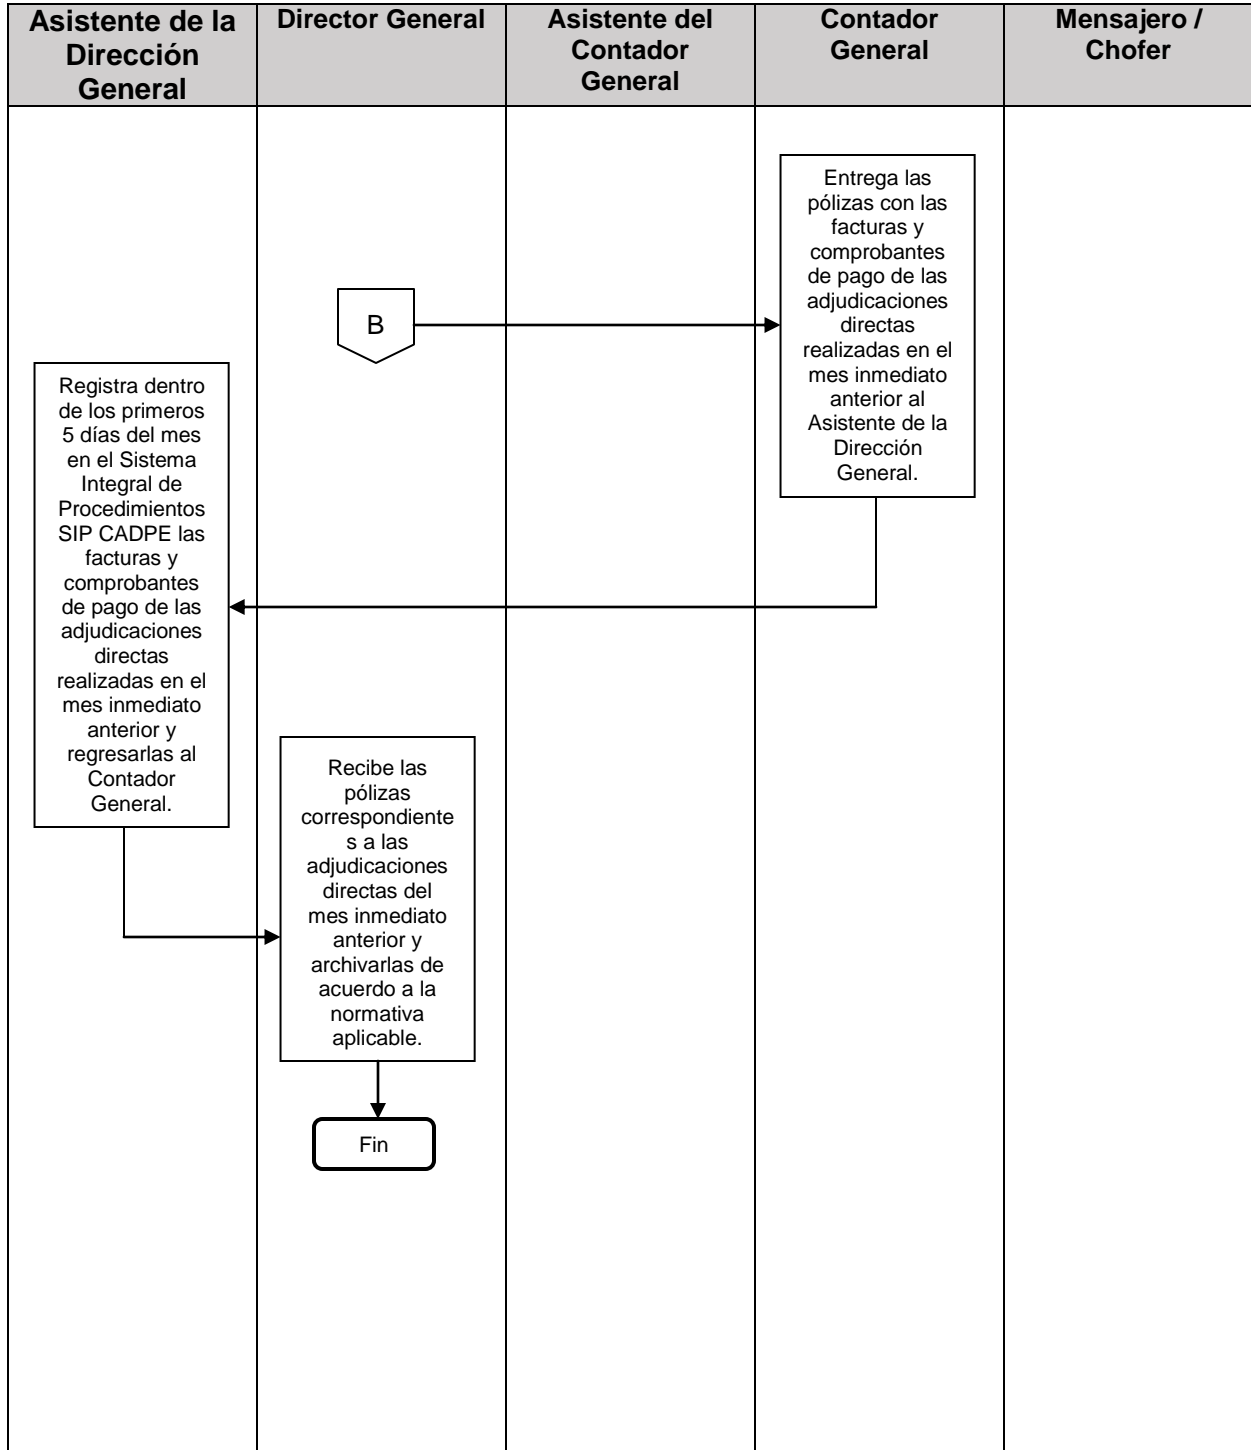 Asistente de la
Dirección
General
Director General
Asistente del
Contador
General
Contador
General
Mensajero /
Chofer
Entrega las
pólizas con las
facturas y
comprobantes
de pago de las
adjudicaciones
directas
realizadas en el
mes inmediato
anterior al
Asistente de la
Dirección
General.
B
Registra dentro
de los primeros
5 días del mes
en el Sistema
Integral de
Procedimientos
SIP CADPE las
facturas y
comprobantes
de pago de las
adjudicaciones
directas
realizadas en el
mes inmediato
anterior y
regresarlas al
Contador
General.
Recibe las
pólizas
correspondiente
s a las
adjudicaciones
directas del
mes inmediato
anterior y
archivarlas de
acuerdo a la
normativa
aplicable.
Fin